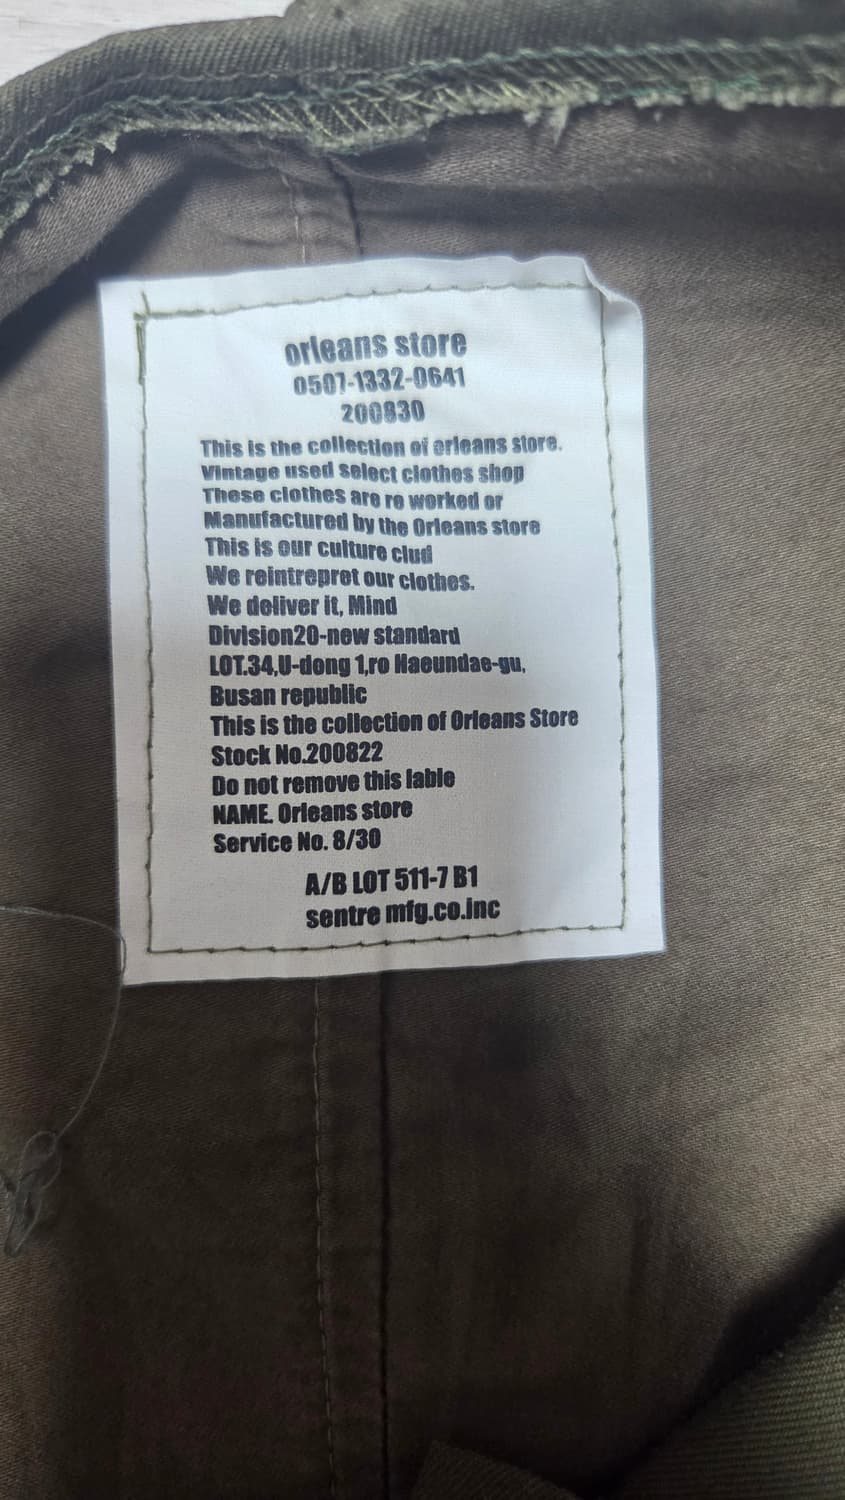 orleans store
0507-1332-0641
200830
This is the collection of orleans store.
Vintage used select clothes shop
These clothes are re worked or
Manufactured by the Orleans store
This is our culture clud
We reintrepret our clothes.
We deliver it, Mind
Division20-new standard
LOT.34,U-dong 1,ro Haeundae-gu,
Busan republic
This is the collection of Orleans Store
Stock No.200822
Do not remove this lable
NAME. Orleans store
Service No. 8/30
A/B LOT 511-7 B1
sentre mfg.co.inc